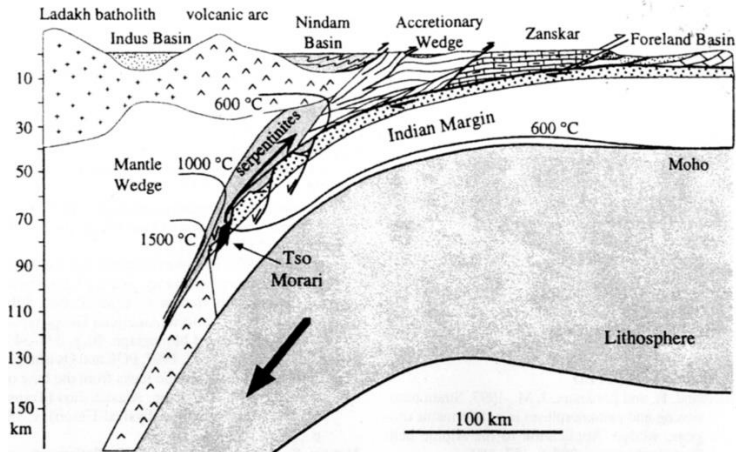 Ladakh batholith
volcanic arc
Nindam
Basin
Accretionary
Wedge
Zanskar
Foreland Basin
Indus Basin
10
30
50
70
90
110
130
150
km
600 °C
1000 °C
1500 °C
Mantle
Wedge
serpentinites
Indian Margin
600 °C
Moho
Tso
Morari
Lithosphere
100 km